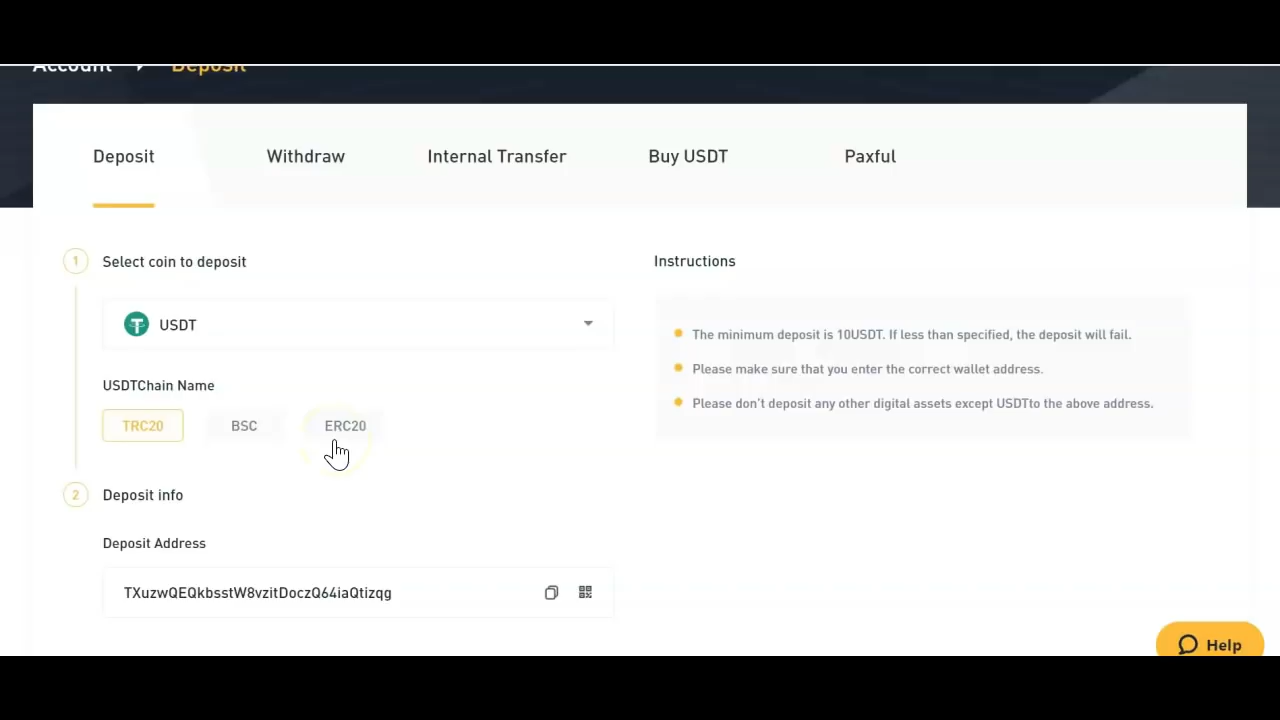 Account Deposit
Deposit Withdraw Internal Transfer Buy USDT Paxful
1 Select coin to deposit
USDT
USDTChain Name
TRC20 BSC ERC20
2 Deposit info
Deposit Address
TXuzwQEQkbsstW8vzitDoczQ64iaQtizqg
Instructions
The minimum deposit is 10USDT. If less than specified, the deposit will fail.
Please make sure that you enter the correct wallet address.
Please don't deposit any other digital assets except USDTto the above address.
Help